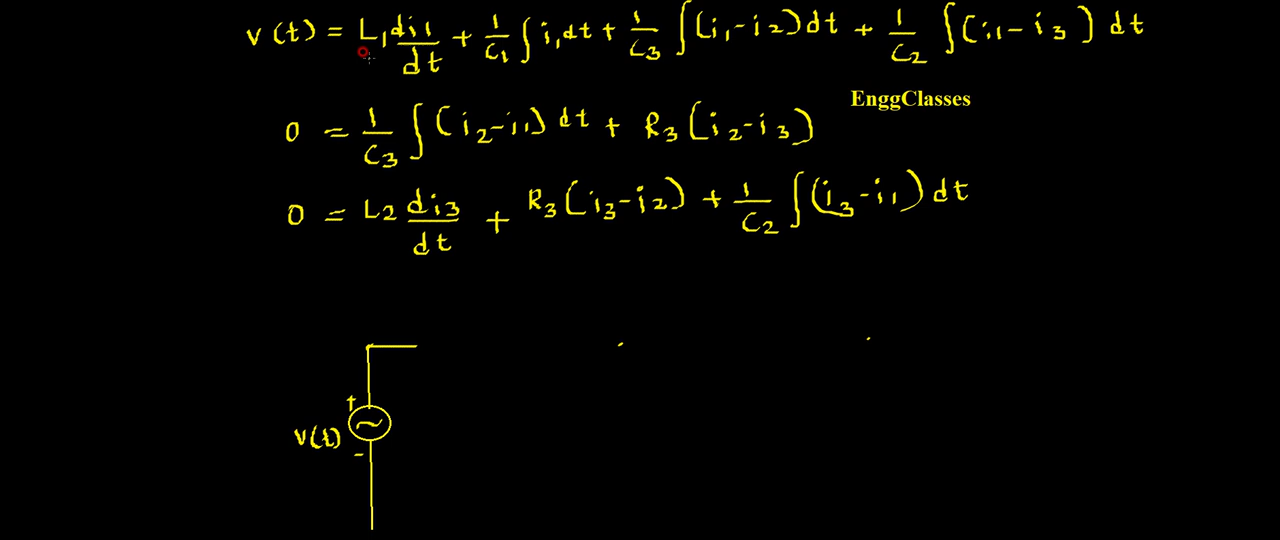 v(t) = L₁ di₁/dt + 1/C₁ ∫ i₁ dt + 1/C₃ ∫ (i₁ - i₂) dt + 1/C₂ ∫ (i₁ - i₃) dt
EnggClasses
0 = 1/C₃ ∫ (i₂ - i₁) dt + R₃ (i₂ - i₃)
0 = L₂ di₃/dt + R₃ (i₃ - i₂) + 1/C₂ ∫ (i₃ - i₁) dt
+
V(t) ~
-